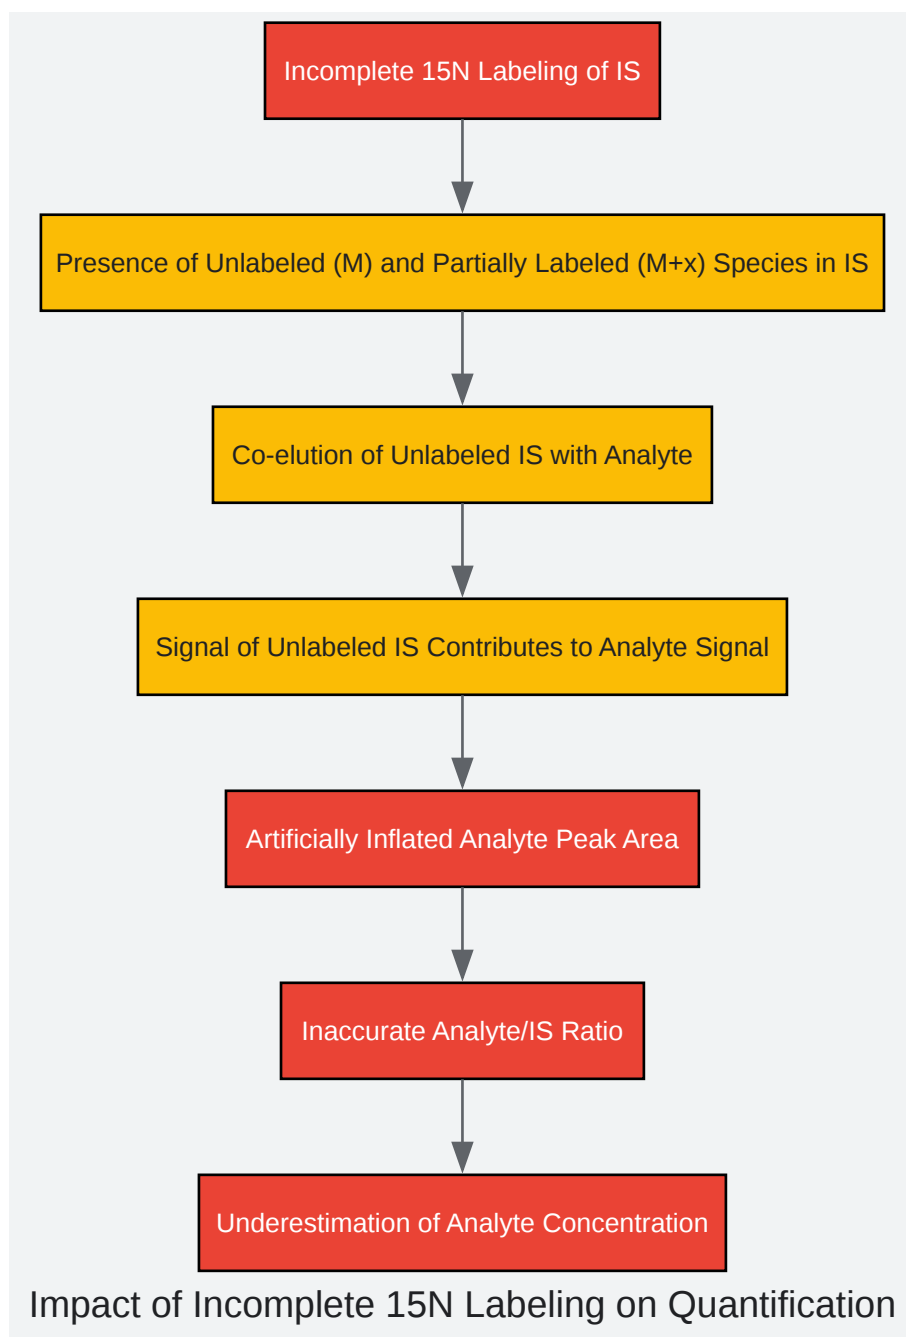 Incomplete 15N Labeling of IS
Presence of Unlabeled (M) and Partially Labeled (M+x) Species in IS
Co-elution of Unlabeled IS with Analyte
Signal of Unlabeled IS Contributes to Analyte Signal
Artificially Inflated Analyte Peak Area
Inaccurate Analyte/IS Ratio
Underestimation of Analyte Concentration
Impact of Incomplete 15N Labeling on Quantification